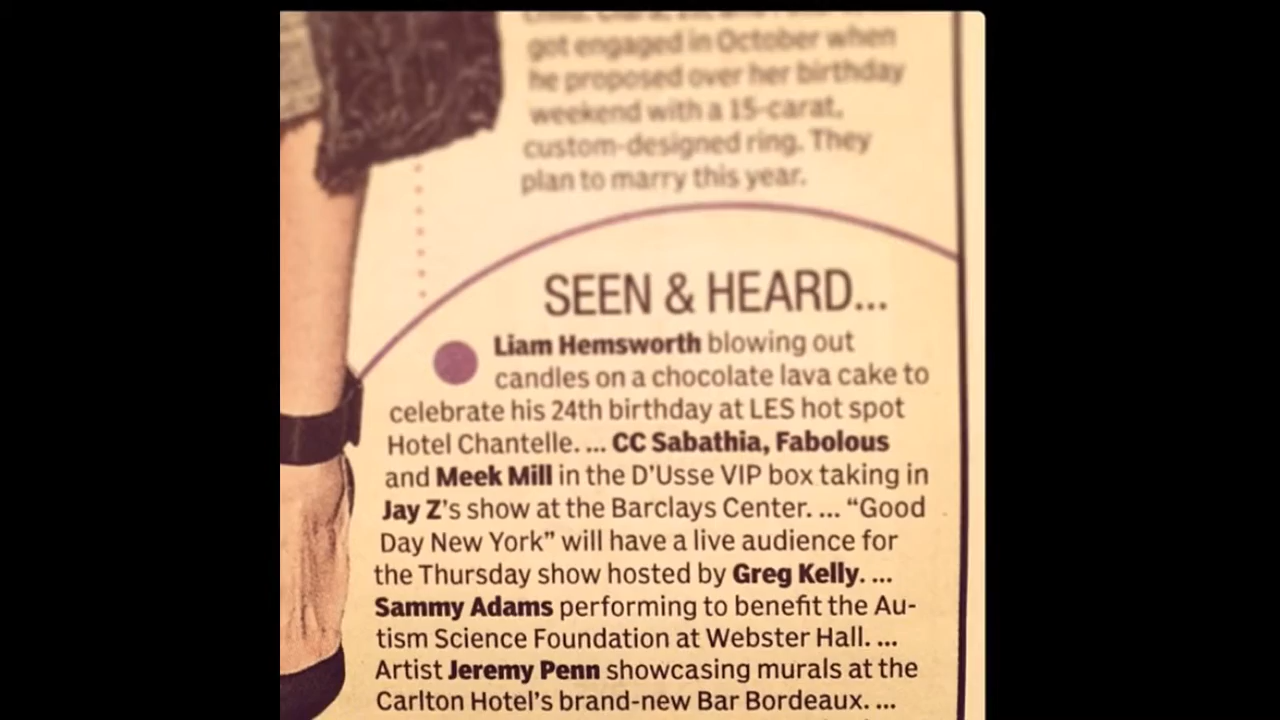 got engaged in October when
he proposed over her birthday
weekend with a 15-carat,
custom-designed ring. They
plan to marry this year.
SEEN & HEARD...
Liam Hemsworth blowing out
candles on a chocolate lava cake to
celebrate his 24th birthday at LES hot spot
Hotel Chantelle. ... CC Sabathia, Fabolous
and Meek Mill in the D'Usse VIP box taking in
Jay Z's show at the Barclays Center. ... “Good
Day New York” will have a live audience for
the Thursday show hosted by Greg Kelly. ...
Sammy Adams performing to benefit the Au-
tism Science Foundation at Webster Hall. ...
Artist Jeremy Penn showcasing murals at the
Carlton Hotel's brand-new Bar Bordeaux. ...